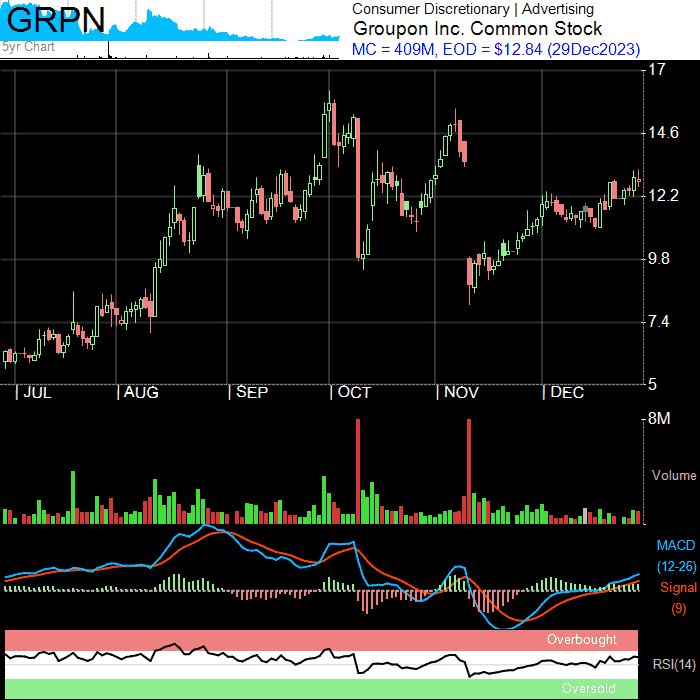 GRPN
5yr Chart
Consumer Discretionary | Advertising
Groupon Inc. Common Stock
MC = 409M, EOD = $12.84 (29Dec2023)
17
14.6
12.2
9.8
7.4
5
|JUL |AUG |SEP |OCT |NOV |DEC
8M
Volume
MACD
(12-26)
Signal
(9)
Overbought
RSI(14)
Oversold